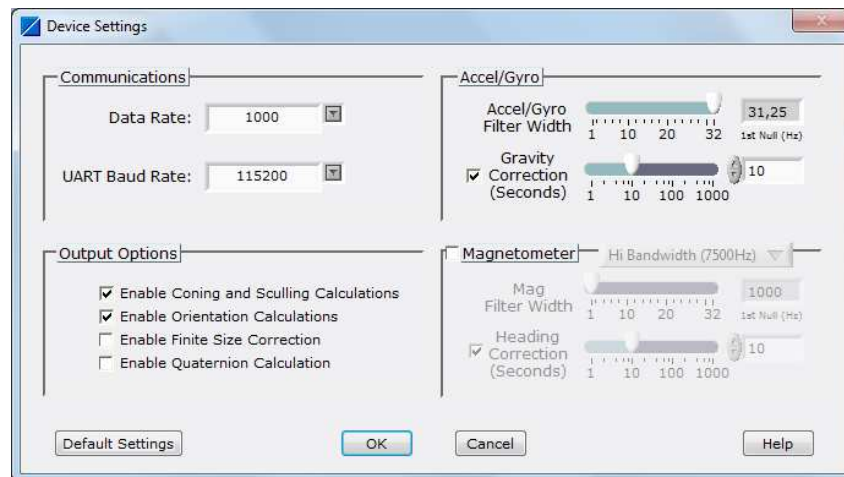 Device Settings
Communications
Data Rate:
1000
UART Baud Rate:
115200
Accel/Gyro
Accel/Gyro
Filter Width
1 10 20 32
31,25
1st Null (Hz)
Gravity
Correction
(Seconds)
1 10 100 1000
10
Output Options
Enable Coning and Sculling Calculations
Enable Orientation Calculations
Enable Finite Size Correction
Enable Quaternion Calculation
Magnetometer
Hi Bandwidth (7500Hz)
Mag
Filter Width
1 10 20 32
1000
1st Null (Hz)
Heading
Correction
(Seconds)
1 10 100 1000
10
Default Settings
OK
Cancel
Help